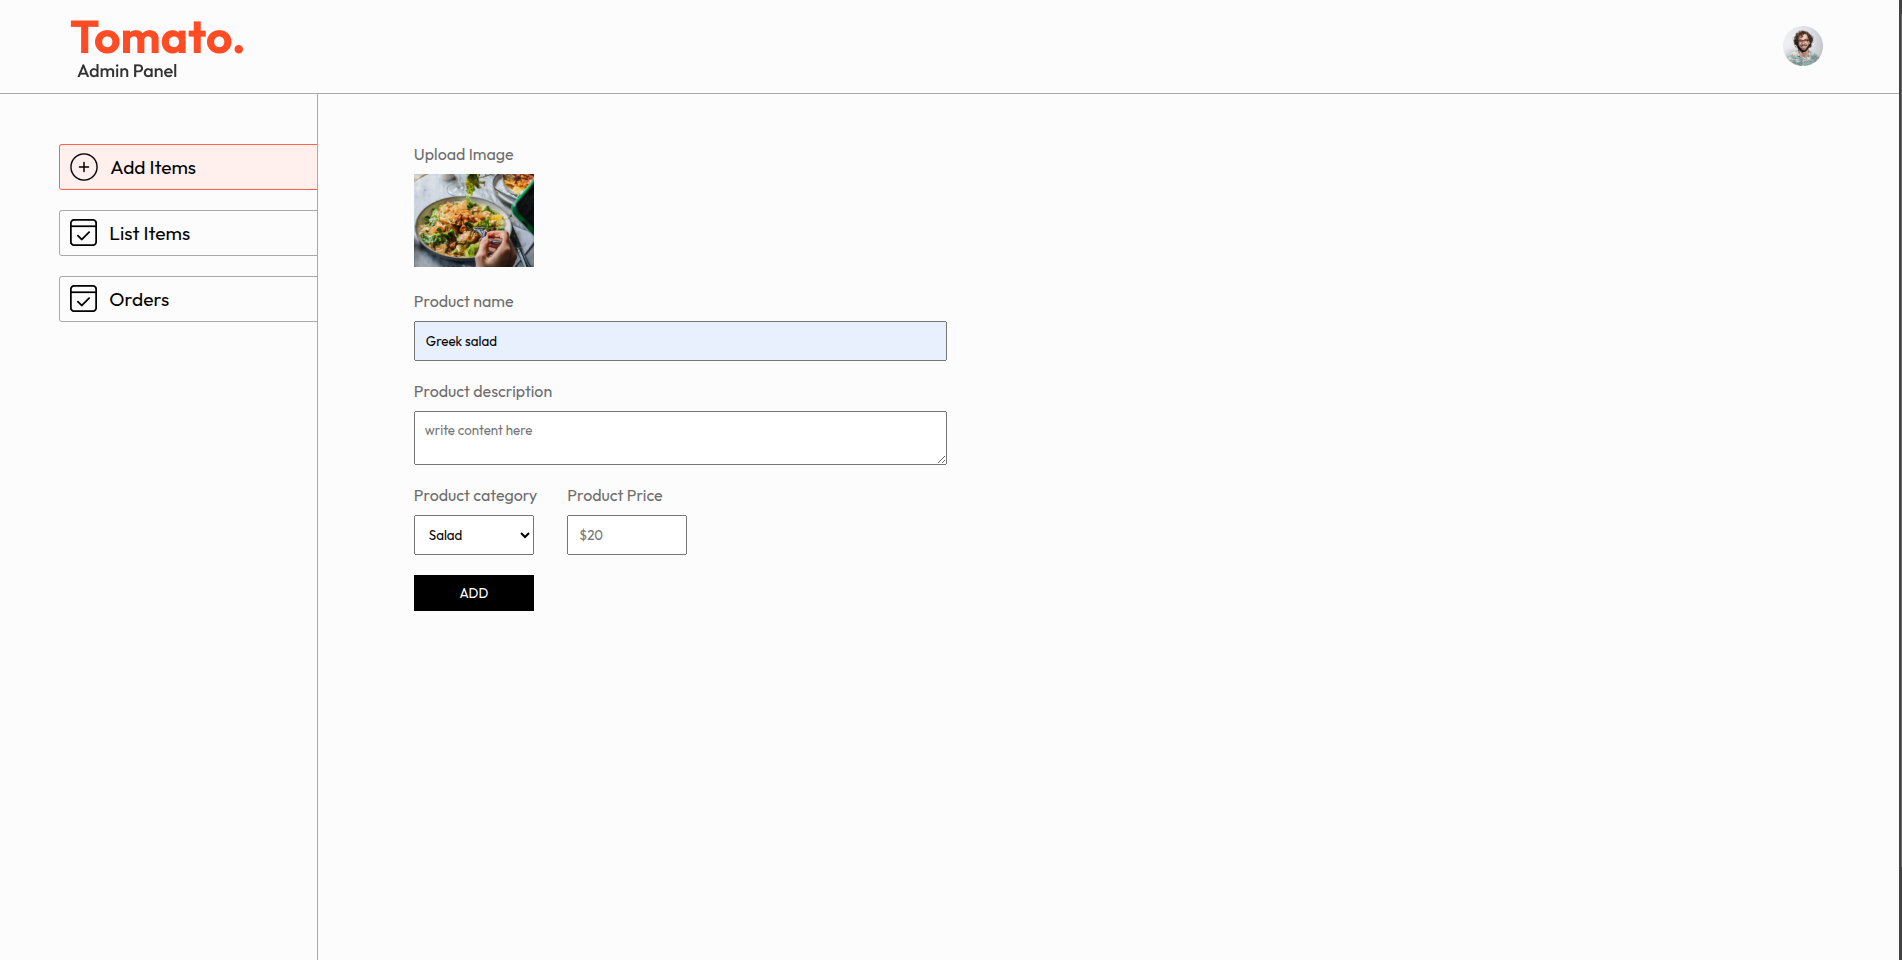 Tomato.
Admin Panel
Add Items
List Items
Orders
Upload Image
Product name
Greek salad
Product description
write content here
Product category Product Price
Salad $20
ADD